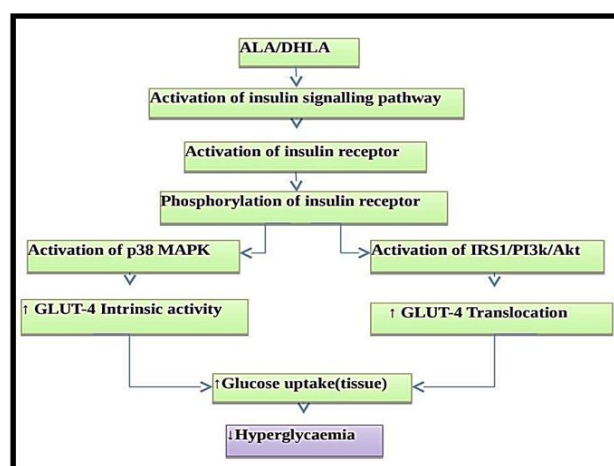 ALA/DHLA
Activation of insulin signalling pathway
Activation of insulin receptor
Phosphorylation of insulin receptor
Activation of p38 MAPK
Activation of IRS1/PI3k/Akt
↑ GLUT-4 Intrinsic activity
↑ GLUT-4 Translocation
↑Glucose uptake(tissue)
↓Hyperglycaemia